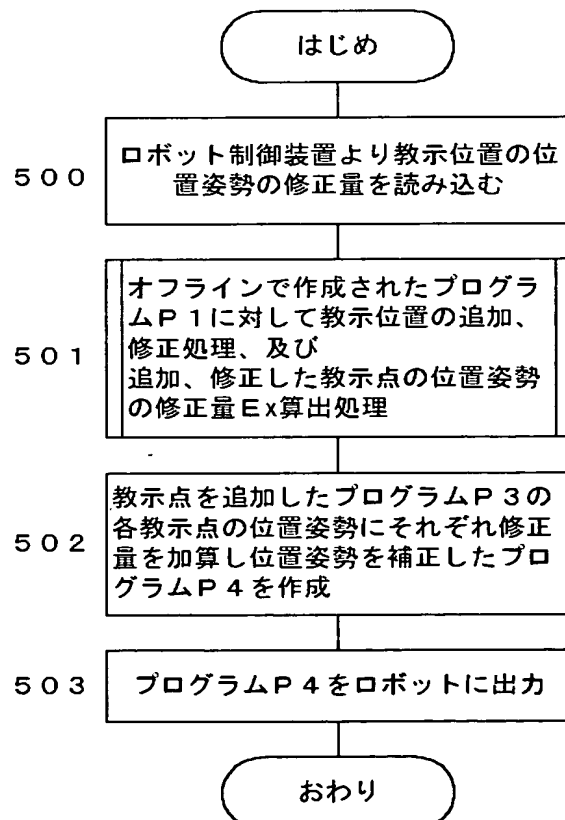 はじめ
５００
ロボット制御装置より教示位置の位
置姿勢の修正量を読み込む
５０１
オフラインで作成されたプログラ
ムＰ１に対して教示位置の追加、
修正処理、及び
追加、修正した教示点の位置姿勢
の修正量Ｅx算出処理
５０２
教示点を追加したプログラムＰ３の
各教示点の位置姿勢にそれぞれ修正
量を加算し位置姿勢を補正したプロ
グラムＰ４を作成
５０３
プログラムＰ４をロボットに出力
おわり